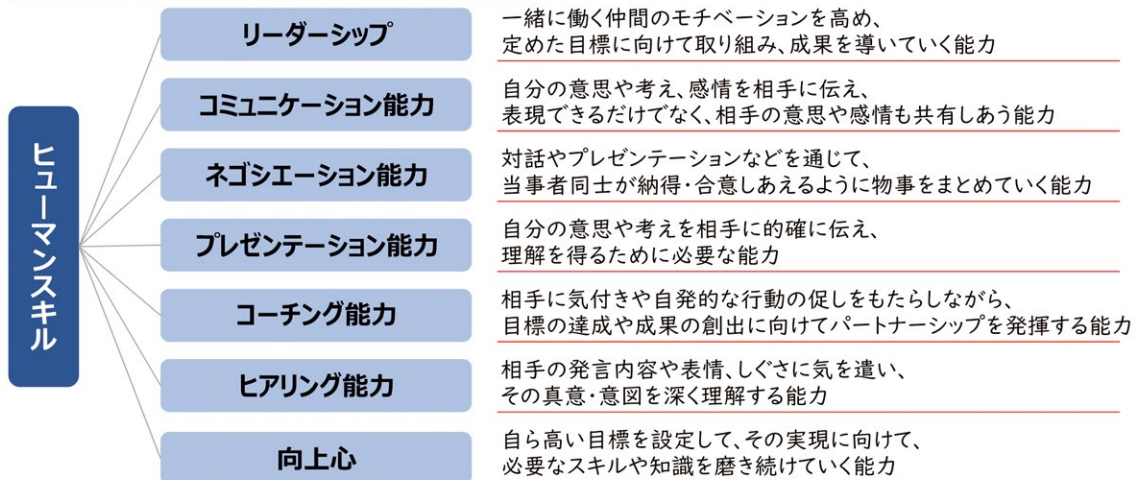 ヒューマンスキル
リーダーシップ
一緒に働く仲間のモチベーションを高め、
定めた目標に向けて取り組み、成果を導いていく能力
コミュニケーション能力
自分の意思や考え、感情を相手に伝え、
表現できるだけでなく、相手の意思や感情も共有しあう能力
ネゴシエーション能力
対話やプレゼンテーションなどを通じて、
当事者同士が納得・合意しあえるように物事をまとめていく能力
プレゼンテーション能力
自分の意思や考えを相手に的確に伝え、
理解を得るために必要な能力
コーチング能力
相手に気付きや自発的な行動の促しをもたらしながら、
目標の達成や成果の創出に向けてパートナーシップを発揮する能力
ヒアリング能力
相手の発言内容や表情、しぐさに気を遣い、
その真意・意図を深く理解する能力
向上心
自ら高い目標を設定して、その実現に向けて、
必要なスキルや知識を磨き続けていく能力